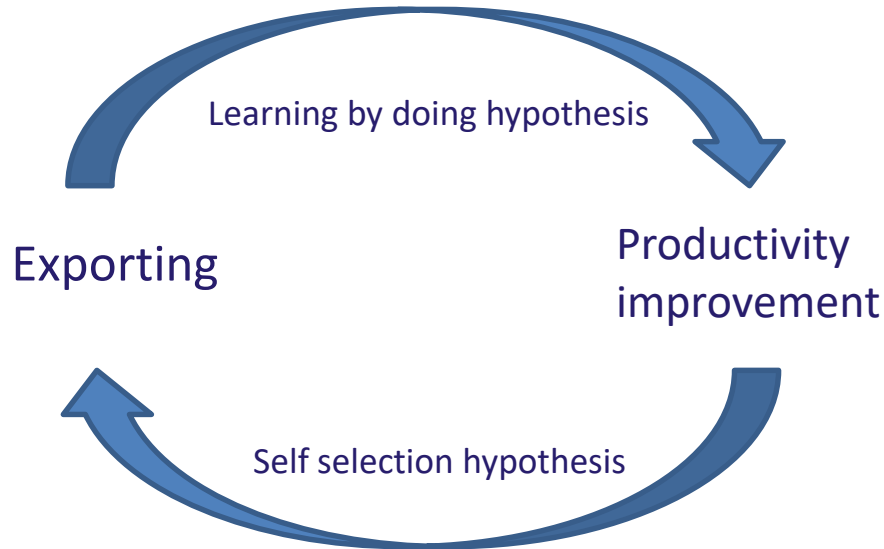 Learning by doing hypothesis
Exporting
Productivity
improvement
Self selection hypothesis